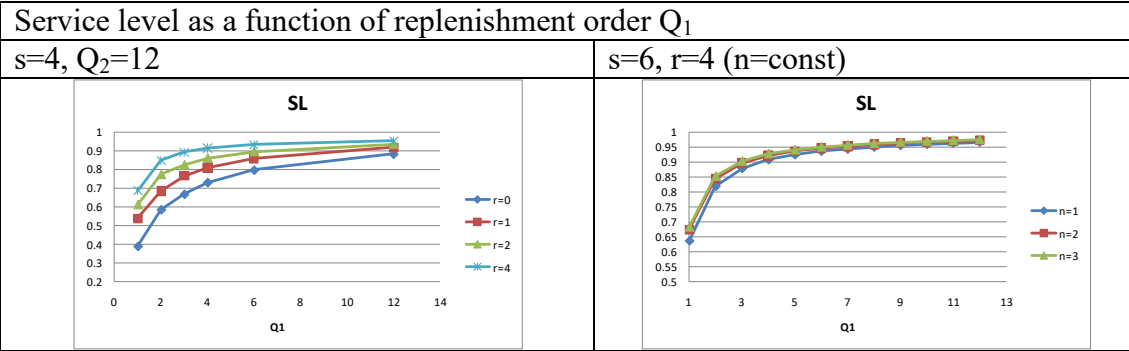 Service level as a function of replenishment order Q₁
s=4, Q₂=12
s=6, r=4 (n=const)
SL
1
0.9
0.8
0.7
0.6
0.5
0.4
0.3
0.2
0 2 4 6 8 10 12 14
Q1
r=0
r=1
r=2
r=4
SL
1
0.95
0.9
0.85
0.8
0.75
0.7
0.65
0.6
0.55
0.5
1 3 5 7 9 11 13
Q1
n=1
n=2
n=3